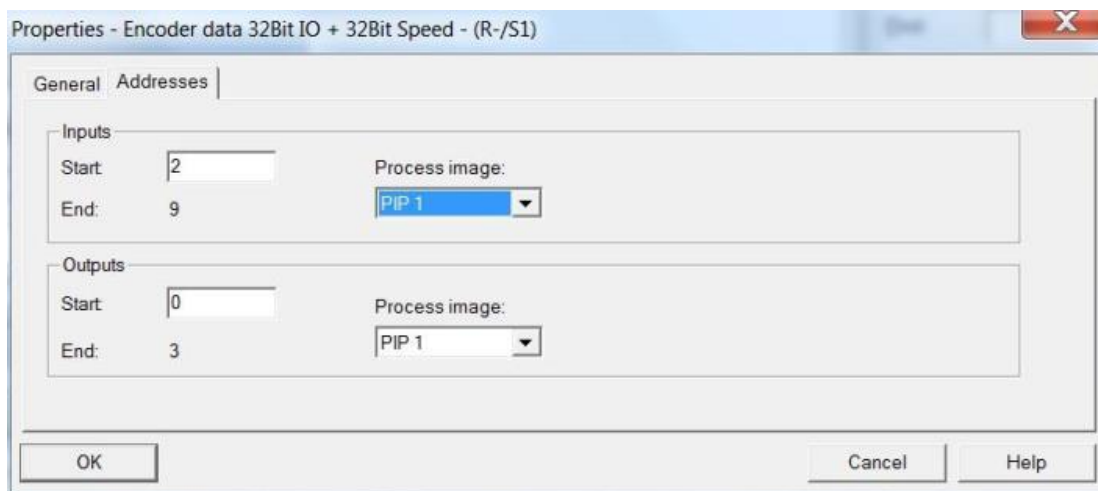 Properties - Encoder data 32Bit IO + 32Bit Speed - (R-/S1)
General Addresses
Inputs
Start: 2 Process image:
End: 9 PIP 1
Outputs
Start: 0 Process image:
End: 3 PIP 1
OK Cancel Help